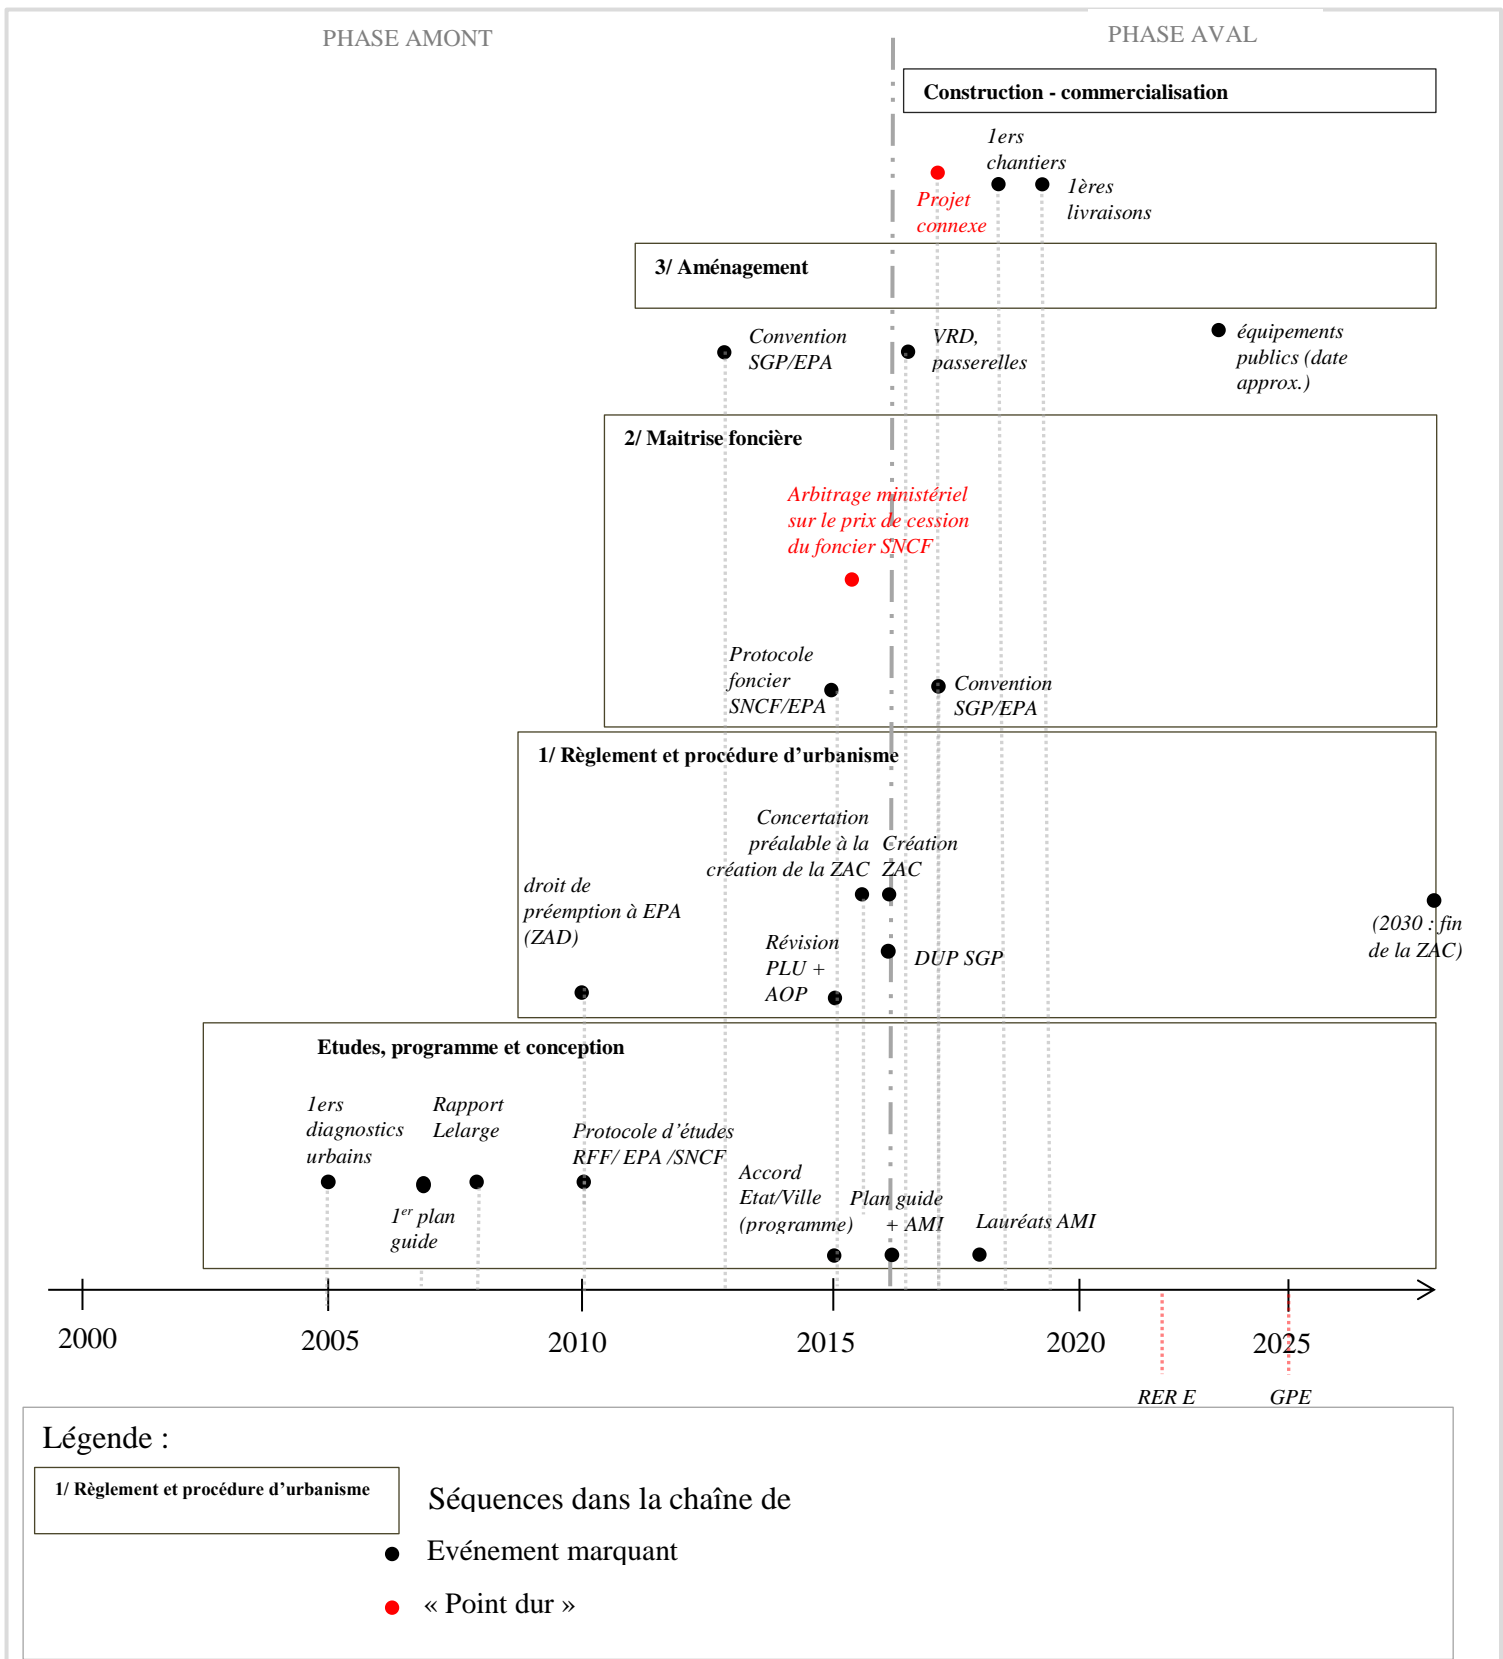 PHASE AMONT
PHASE AVAL
Construction - commercialisation
1ers
chantiers
1ères
livraisons
Projet
connexe
3/ Aménagement
Convention
SGP/EPA
VRD,
passerelles
équipements
publics (date
approx.)
2/ Maitrise foncière
Arbitrage ministériel
sur le prix de cession
du foncier SNCF
Protocole
foncier
SNCF/EPA
Convention
SGP/EPA
1/ Règlement et procédure d’urbanisme
Concertation
préalable à la
création de la ZAC
Création
ZAC
droit de
préemption à EPA
(ZAD)
(2030 : fin
de la ZAC)
Révision
PLU +
AOP
DUP SGP
Etudes, programme et conception
1ers
diagnostics
urbains
Rapport
Lelarge
Protocole d’études
RFF/ EPA /SNCF
1er plan
guide
Accord
Etat/Ville
(programme)
Plan guide
+ AMI
Lauréats AMI
2000
2005
2010
2015
2020
2025
RER E
GPE
Légende :
1/ Règlement et procédure d’urbanisme
Séquences dans la chaîne de
Evénement marquant
« Point dur »